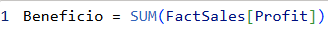 1 Beneficio = SUM(FactSales[Profit])